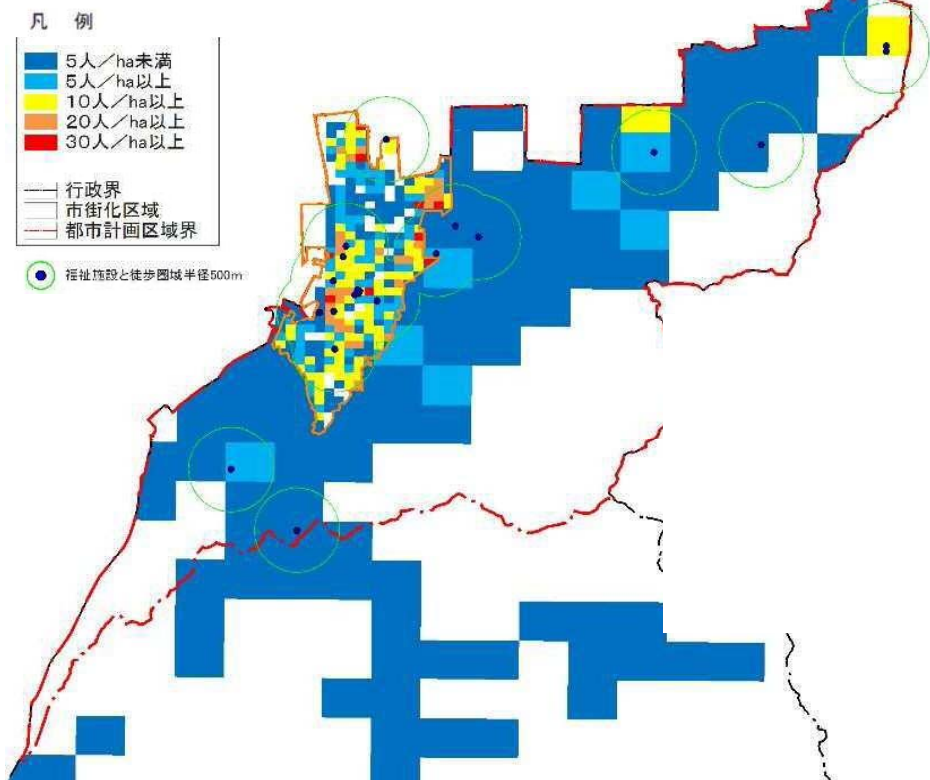 凡 例
5人/ha未満
5人/ha以上
10人/ha以上
20人/ha以上
30人/ha以上
行政界
市街化区域
都市計画区域界
福祉施設と徒歩圏域半径500m